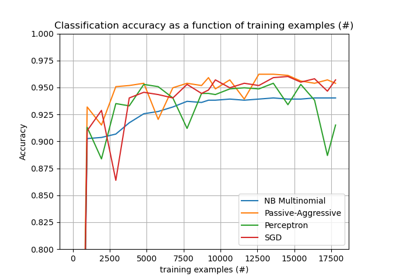 Classification accuracy as a function of training examples (#)
1.000
0.975
0.950
0.925
0.900
0.875
0.850
0.825
0.800
Accuracy
NB Multinomial
Passive-Aggressive
Perceptron
SGD
0 2500 5000 7500 10000 12500 15000 17500
training examples (#)